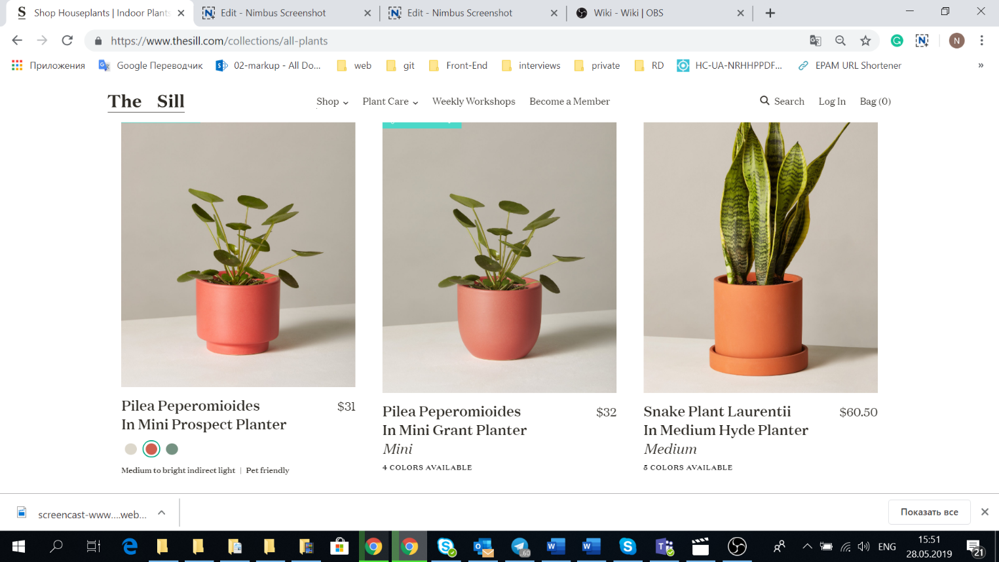 Shop Houseplants | Indoor Plants
Edit - Nimbus Screenshot
Edit - Nimbus Screenshot
Wiki - Wiki | OBS
https://www.thesill.com/collections/all-plants
N
Приложения
Google Переводчик
02-markup - All Do...
web
git
Front-End
interviews
private
RD
HC-UA-NRHHPPDF...
EPAM URL Shortener
»
The Sill
Shop
Plant Care
Weekly Workshops
Become a Member
Search
Log In
Bag (0)
Pilea Peperomioides
In Mini Prospect Planter
$31
Medium to bright indirect light | Pet friendly
Pilea Peperomioides
In Mini Grant Planter
Mini
$32
4 COLORS AVAILABLE
Snake Plant Laurentii
In Medium Hyde Planter
Medium
$60.50
5 COLORS AVAILABLE
screencast-www....web...
Показать все
.60
ENG
15:51
28.05.2019
21